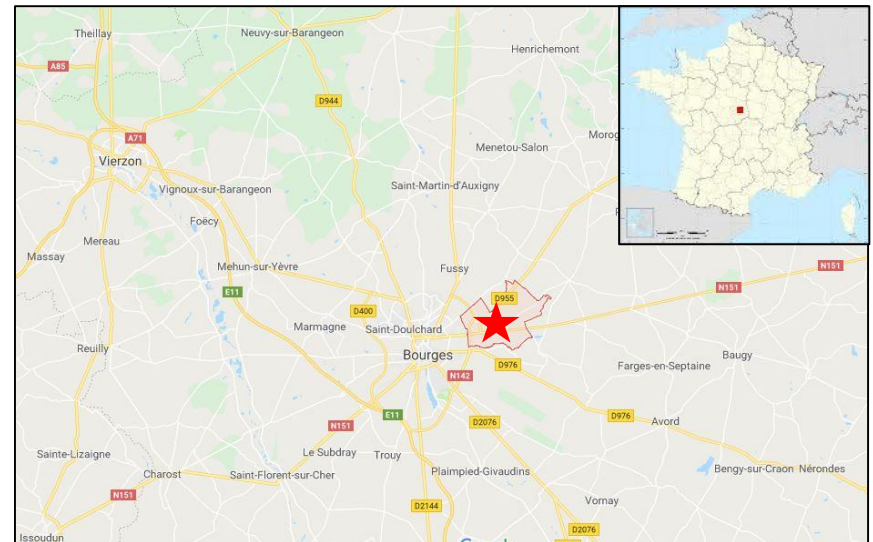 Theillay
Neuvy-sur-Barangeon
Henrichemont
A85
D944
A71
Vierzon
Menetou-Salon
Morog
Vignoux-sur-Barangeon
Saint-Martin-d'Auxigny
Foëcy
Mereau
Massay
Mehun-sur-Yèvre
Fussy
N151
N151
E11
D955
D400
Marmagne
Saint-Doulchard
Reuilly
Bourges
Baugy
D976
Farges-en-Septaine
N142
E11
D976
N151
D2076
Avord
Sainte-Lizaigne
Le Subdray
Trouy
Charost
Saint-Florent-sur-Cher
Plaimpied-Givaudins
Bengy-sur-Craon
Nérondes
N151
Vornay
D2144
D2076
Issoudun